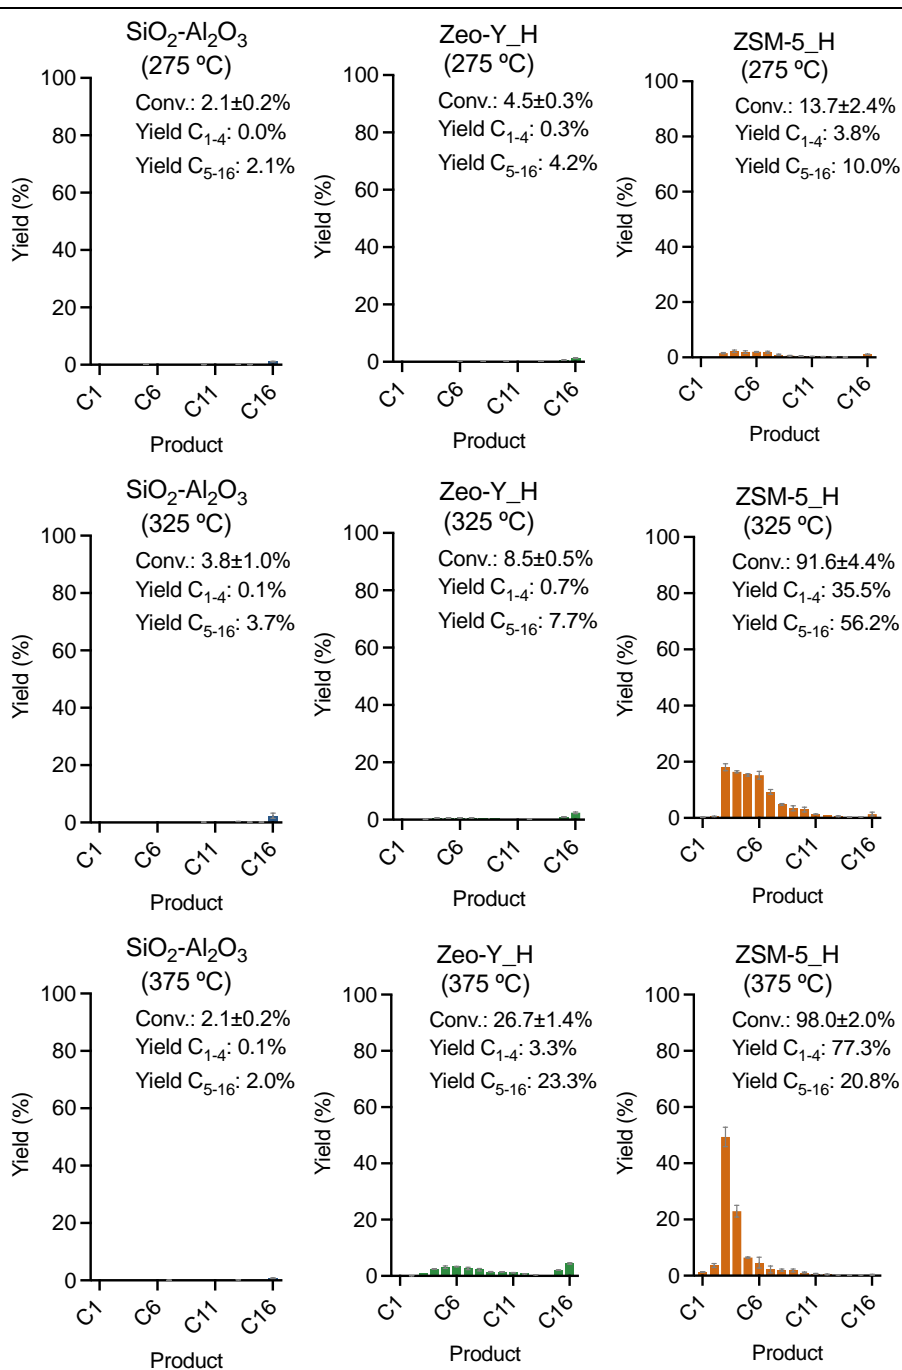 SiO2-Al2O3
(275 ºC)
Conv.: 2.1±0.2%
Yield C1-4: 0.0%
Yield C5-16: 2.1%
Yield (%)
100
80
60
40
20
0
C1
C6
C11
C16
Product
Zeo-Y_H
(275 ºC)
Conv.: 4.5±0.3%
Yield C1-4: 0.3%
Yield C5-16: 4.2%
Yield (%)
100
80
60
40
20
0
C1
C6
C11
C16
Product
ZSM-5_H
(275 ºC)
Conv.: 13.7±2.4%
Yield C1-4: 3.8%
Yield C5-16: 10.0%
Yield (%)
100
80
60
40
20
0
C1
C6
C11
C16
Product
SiO2-Al2O3
(325 ºC)
Conv.: 3.8±1.0%
Yield C1-4: 0.1%
Yield C5-16: 3.7%
Yield (%)
100
80
60
40
20
0
C1
C6
C11
C16
Product
Zeo-Y_H
(325 ºC)
Conv.: 8.5±0.5%
Yield C1-4: 0.7%
Yield C5-16: 7.7%
Yield (%)
100
80
60
40
20
0
C1
C6
C11
C16
Product
ZSM-5_H
(325 ºC)
Conv.: 91.6±4.4%
Yield C1-4: 35.5%
Yield C5-16: 56.2%
Yield (%)
100
80
60
40
20
0
C1
C6
C11
C16
Product
SiO2-Al2O3
(375 ºC)
Conv.: 2.1±0.2%
Yield C1-4: 0.1%
Yield C5-16: 2.0%
Yield (%)
100
80
60
40
20
0
C1
C6
C11
C16
Product
Zeo-Y_H
(375 ºC)
Conv.: 26.7±1.4%
Yield C1-4: 3.3%
Yield C5-16: 23.3%
Yield (%)
100
80
60
40
20
0
C1
C6
C11
C16
Product
ZSM-5_H
(375 ºC)
Conv.: 98.0±2.0%
Yield C1-4: 77.3%
Yield C5-16: 20.8%
Yield (%)
100
80
60
40
20
0
C1
C6
C11
C16
Product